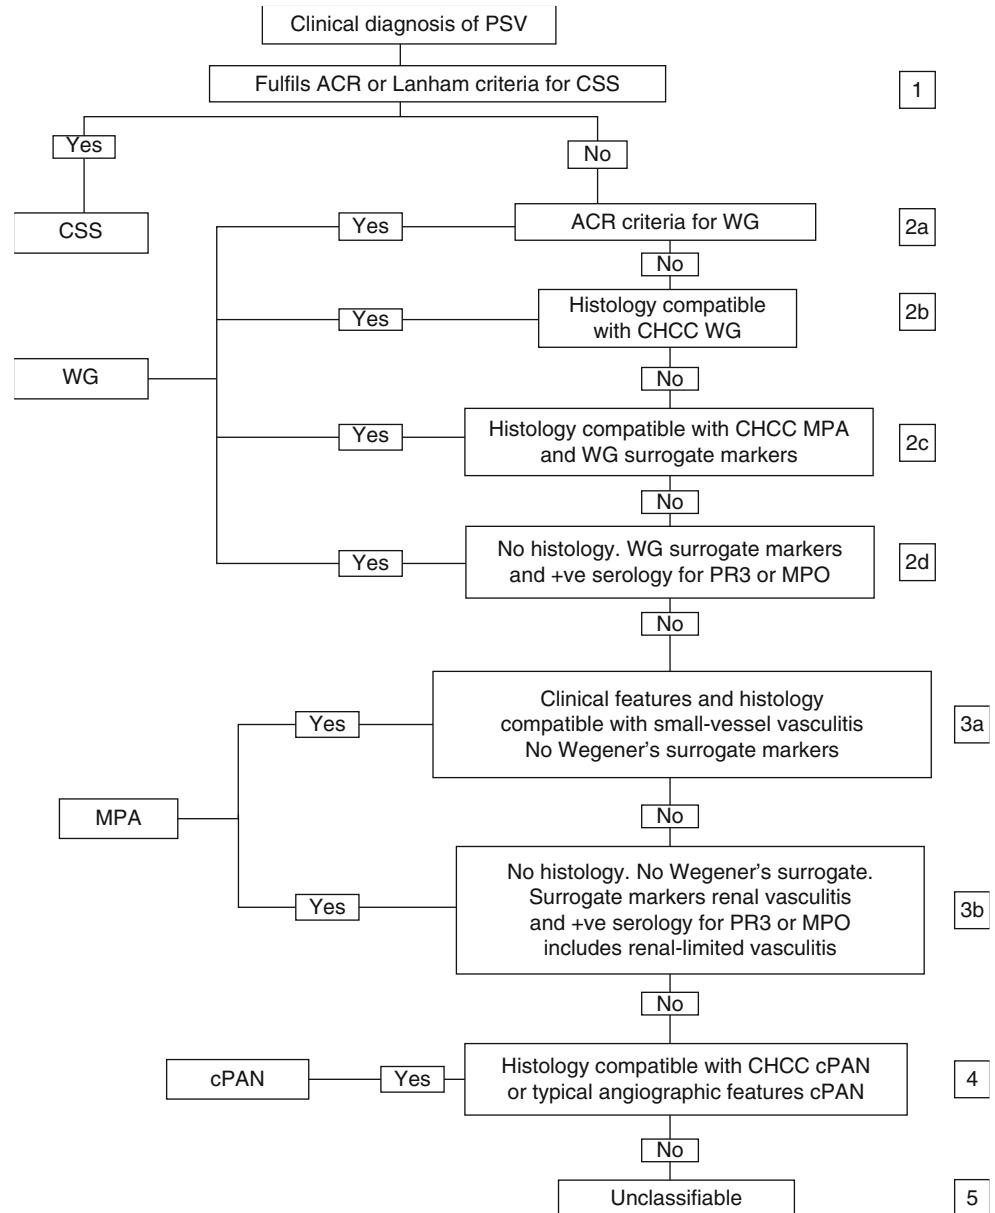 Clinical diagnosis of PSV
Fulfils ACR or Lanham criteria for CSS
1
Yes
No
CSS
Yes
ACR criteria for WG
2a
No
Yes
Histology compatible
with CHCC WG
2b
WG
No
Yes
Histology compatible with CHCC MPA
and WG surrogate markers
2c
No
Yes
No histology. WG surrogate markers
and +ve serology for PR3 or MPO
2d
No
Yes
Clinical features and histology
compatible with small-vessel vasculitis
No Wegener's surrogate markers
3a
MPA
No
Yes
No histology. No Wegener's surrogate.
Surrogate markers renal vasculitis
and +ve serology for PR3 or MPO
includes renal-limited vasculitis
3b
No
cPAN
Yes
Histology compatible with CHCC cPAN
or typical angiographic features cPAN
4
No
Unclassifiable
5